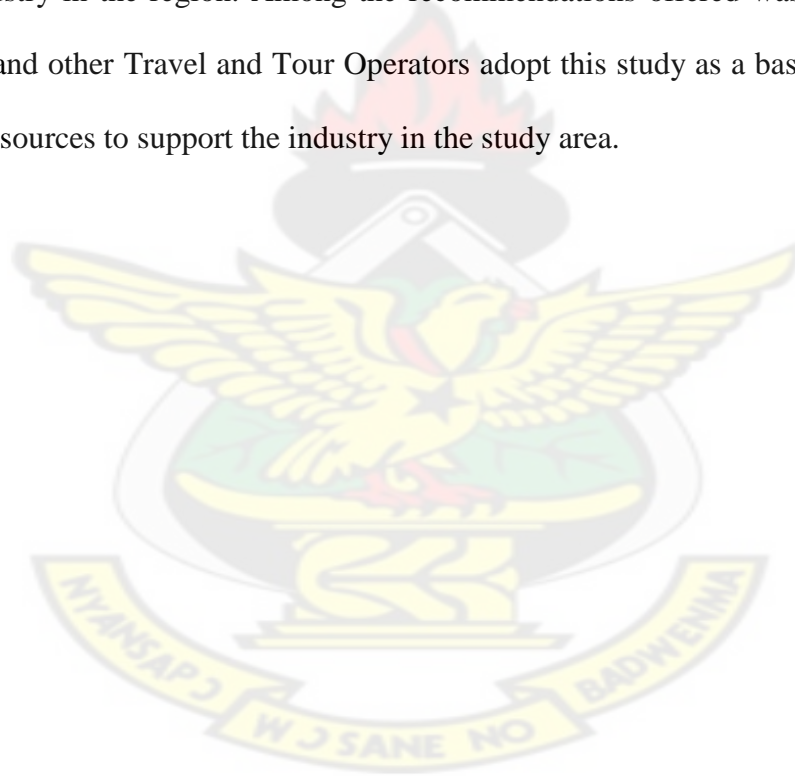 stry in the region. Among the recommendations offered was
and other Travel and Tour Operators adopt this study as a bas
sources to support the industry in the study area.
NYANSAPƆ WƆSANE NO BADWENMA